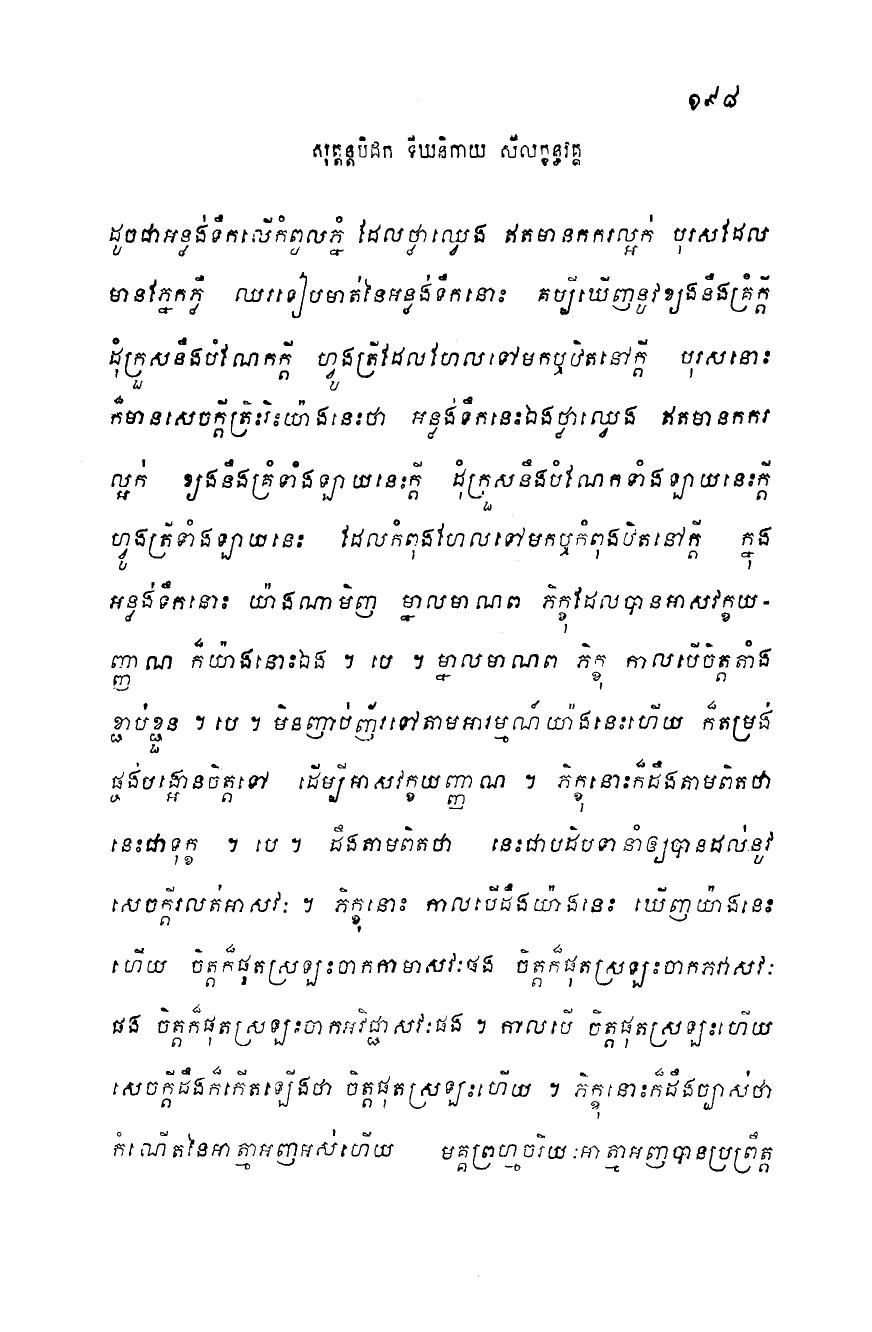 ១៩៨
សុត្តន្តបិដក ទីឃនិកាយ សីលក្ខន្ធវគ្គ
ដូចជាអន្លង់ទឹកលើកំពូលភ្នំ ដែលថ្លាឈ្វេង ឥតមានកករល្អក់ បុរសដែល
មានភ្នែកភ្លឺ ឈរទៀបមាត់នៃអន្លង់ទឹកនោះ គប្បីឃើញនូវខ្យងនឹងគ្រំក្តី
ដុំក្រួសនឹងបំណែកក្តី ហ្វូងត្រីដែលហែលទៅមកឬឋិតនៅក្តី បុរសនោះ
ក៏មានសេចក្តីត្រិះរិះយ៉ាងនេះថា អន្លង់ទឹកនេះឯងថ្លាឈ្វេង ឥតមានកករ
ល្អក់ ខ្យងនឹងគ្រំទាំងឡាយនេះក្តី ដុំក្រួសនឹងបំណែកទាំងឡាយនេះក្តី
ហ្វូងត្រីទាំងឡាយនេះ ដែលកំពុងហែលទៅមកឬកំពុងឋិតនៅក្តី ក្នុង
អន្លង់ទឹកនោះ យ៉ាងណាមិញ ម្នាលមាណព ភិក្ខុដែលបានអាសវក្ខយ-
ញ្ញាណ ក៏យ៉ាងនោះឯង ។ បេ ។ ម្នាលមាណព ភិក្ខុ កាលបើចិត្តតាំង
ខ្ជាប់ខ្ជួន ។ បេ ។ មិនញាប់ញ័រទៅតាមអារម្មណ៍យ៉ាងនេះហើយ ក៏តម្រង់
ផ្ចង់បង្អោនចិត្តទៅ ដើម្បីអាសវក្ខយញ្ញាណ ។ ភិក្ខុនោះក៏ដឹងតាមពិតថា
នេះជាទុក្ខ ។ បេ ។ ដឹងតាមពិតថា នេះជាបដិបទានាំឲ្យបានដល់នូវ
សេចក្តីរលត់អាសវៈ ។ ភិក្ខុនោះ កាលបើដឹងយ៉ាងនេះ ឃើញយ៉ាងនេះ
ហើយ ចិត្តក៏ផុតស្រឡះចាកកាមាសវៈផង ចិត្តក៏ផុតស្រឡះចាកភវាសវៈ
ផង ចិត្តក៏ផុតស្រឡះចាកអវិជ្ជាសវៈផង ។ កាលបើ ចិត្តផុតស្រឡះហើយ
សេចក្តីដឹងក៏កើតឡើងថា ចិត្តផុតស្រឡះហើយ ។ ភិក្ខុនោះក៏ដឹងច្បាស់ថា
កំណើតនៃអាត្មាអញអស់ហើយ មគ្គព្រហ្មចរិយៈអាត្មាអញបានប្រព្រឹត្ត